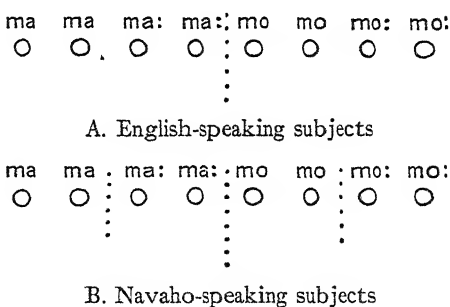 ma ma ma: ma: mo mo mo: mo:
A. English-speaking subjects
ma ma ma: ma: mo mo mo: mo:
B. Navaho-speaking subjects